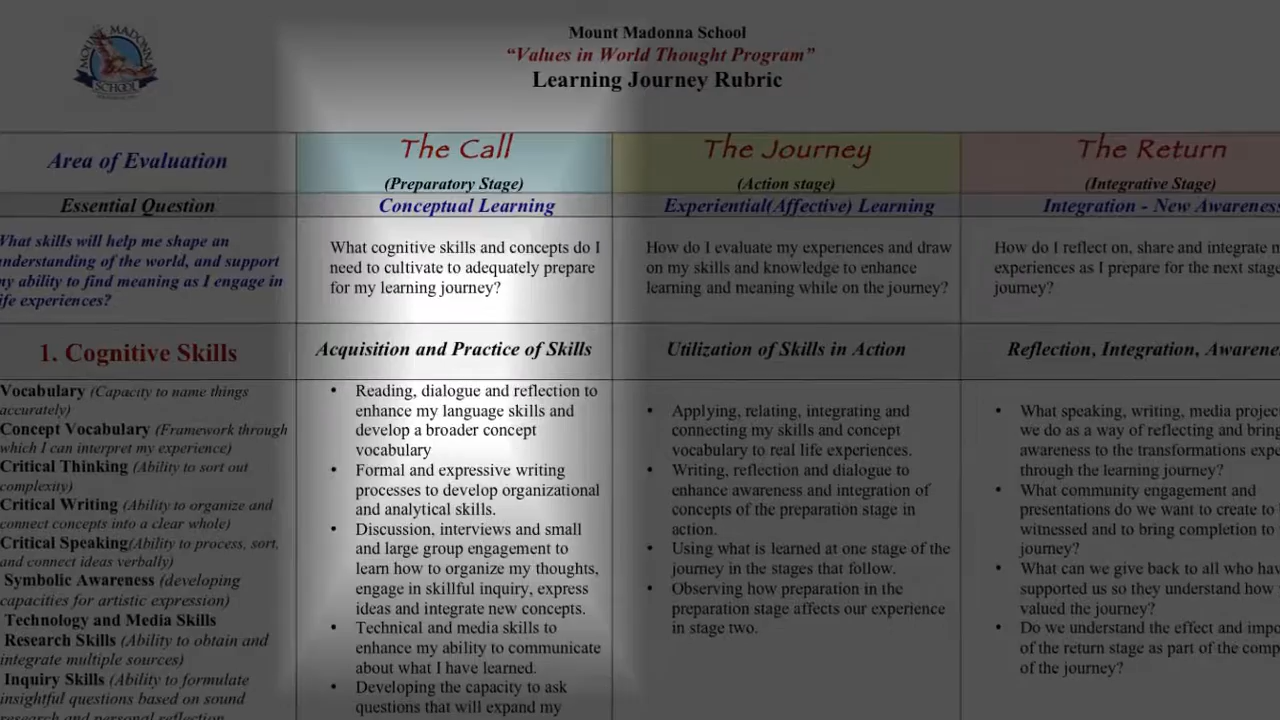 MOUNT MADONNA
SCHOOL
Mount Madonna School
“Values in World Thought Program”
Learning Journey Rubric
Area of Evaluation
The Call
(Preparatory Stage)
The Journey
(Action stage)
The Return
(Integrative Stage)
Essential Question
Conceptual Learning
Experiential(Affective) Learning
Integration - New Awareness
What skills will help me shape an
understanding of the world, and support
my ability to find meaning as I engage in
life experiences?
What cognitive skills and concepts do I
need to cultivate to adequately prepare
for my learning journey?
How do I evaluate my experiences and draw
on my skills and knowledge to enhance
learning and meaning while on the journey?
How do I reflect on, share and integrate
experiences as I prepare for the next stage
journey?
1. Cognitive Skills
Acquisition and Practice of Skills
Utilization of Skills in Action
Reflection, Integration, Awarene
Vocabulary (Capacity to name things
accurately)
Concept Vocabulary (Framework through
which I can interpret my experience)
Critical Thinking (Ability to sort out
complexity)
Critical Writing (Ability to organize and
connect concepts into a clear whole)
Critical Speaking(Ability to process, sort,
and connect ideas verbally)
Symbolic Awareness (developing
capacities for artistic expression)
Technology and Media Skills
Research Skills (Ability to obtain and
integrate multiple sources)
Inquiry Skills (Ability to formulate
insightful questions based on sound
research and personal reflection
• Reading, dialogue and reflection to
enhance my language skills and
develop a broader concept
vocabulary
• Formal and expressive writing
processes to develop organizational
and analytical skills.
• Discussion, interviews and small
and large group engagement to
learn how to organize my thoughts,
engage in skillful inquiry, express
ideas and integrate new concepts.
• Technical and media skills to
enhance my ability to communicate
about what I have learned.
• Developing the capacity to ask
questions that will expand my
• Applying, relating, integrating and
connecting my skills and concept
vocabulary to real life experiences.
• Writing, reflection and dialogue to
enhance awareness and integration of
concepts of the preparation stage in
action.
• Using what is learned at one stage of the
journey in the stages that follow.
• Observing how preparation in the
preparation stage affects our experience
in stage two.
• What speaking, writing, media projec
we do as a way of reflecting and bring
awareness to the transformations expe
through the learning journey?
• What community engagement and
presentations do we want to create to
witnessed and to bring completion to
journey?
• What can we give back to all who hav
supported us so they understand how
valued the journey?
• Do we understand the effect and impo
of the return stage as part of the comp
of the journey?